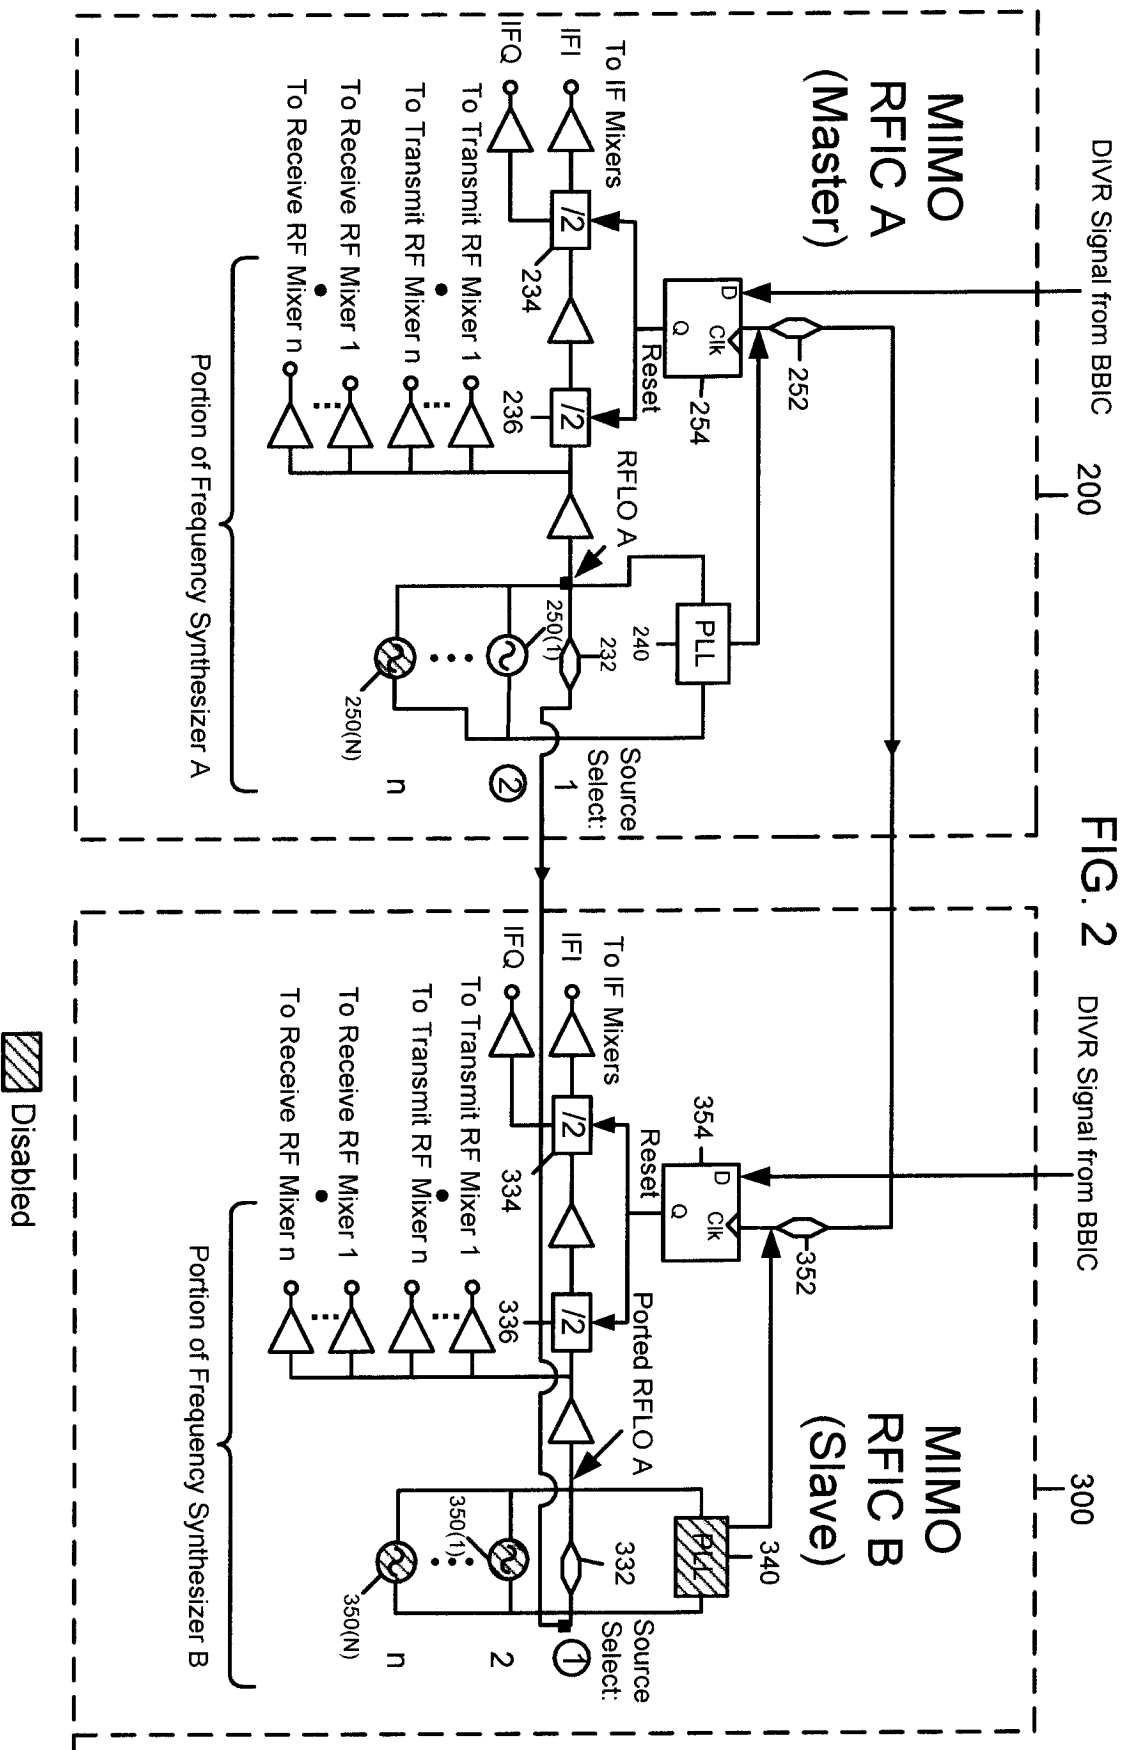 FIG. 2
DIVR Signal from BBIC
200
MIMO
RFIC A
(Master)
252
D
Clk
Q
254
Reset
To IF Mixers
IFI
IFQ
/2
234
/2
236
RFLO A
PLL
240
232
250(1)
250(N)
To Transmit RF Mixer 1
To Transmit RF Mixer n
To Receive RF Mixer 1
To Receive RF Mixer n
Source
Select:
1
2
n
Portion of Frequency Synthesizer A
DIVR Signal from BBIC
300
MIMO
RFIC B
(Slave)
352
D
Clk
Q
354
Reset
To IF Mixers
IFI
IFQ
/2
334
/2
336
Ported RFLO A
PLL
340
332
350(1)
350(N)
To Transmit RF Mixer 1
To Transmit RF Mixer n
To Receive RF Mixer 1
To Receive RF Mixer n
Source
Select:
1
2
n
Portion of Frequency Synthesizer B
Disabled